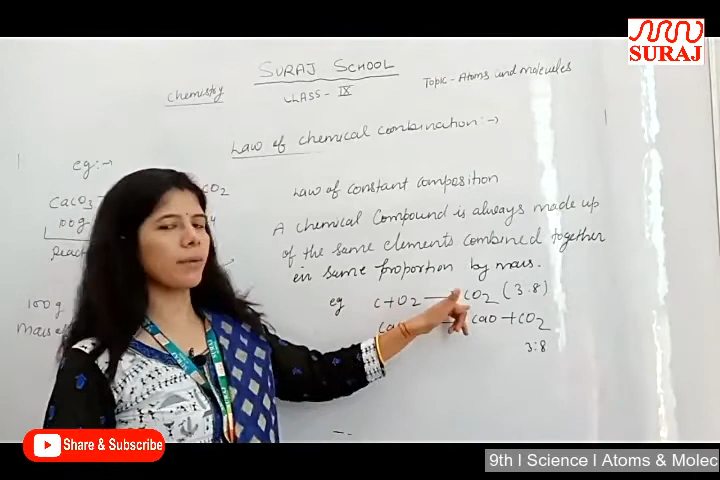 SURAJ
SURAJ SCHOOL
Chemistry
CLASS - IX
Topic - Atoms and molecules
Law of chemical combination :->
eg :->
CaCO3
CO2
100g
Law of constant composition
A chemical Compound is always made up
of the same elements combined together
in same proportion by mass.
eg C+O2 → CO2 (3:8)
CaO + CO2
3:8
100g
Share & Subscribe
9th I Science I Atoms & Molec